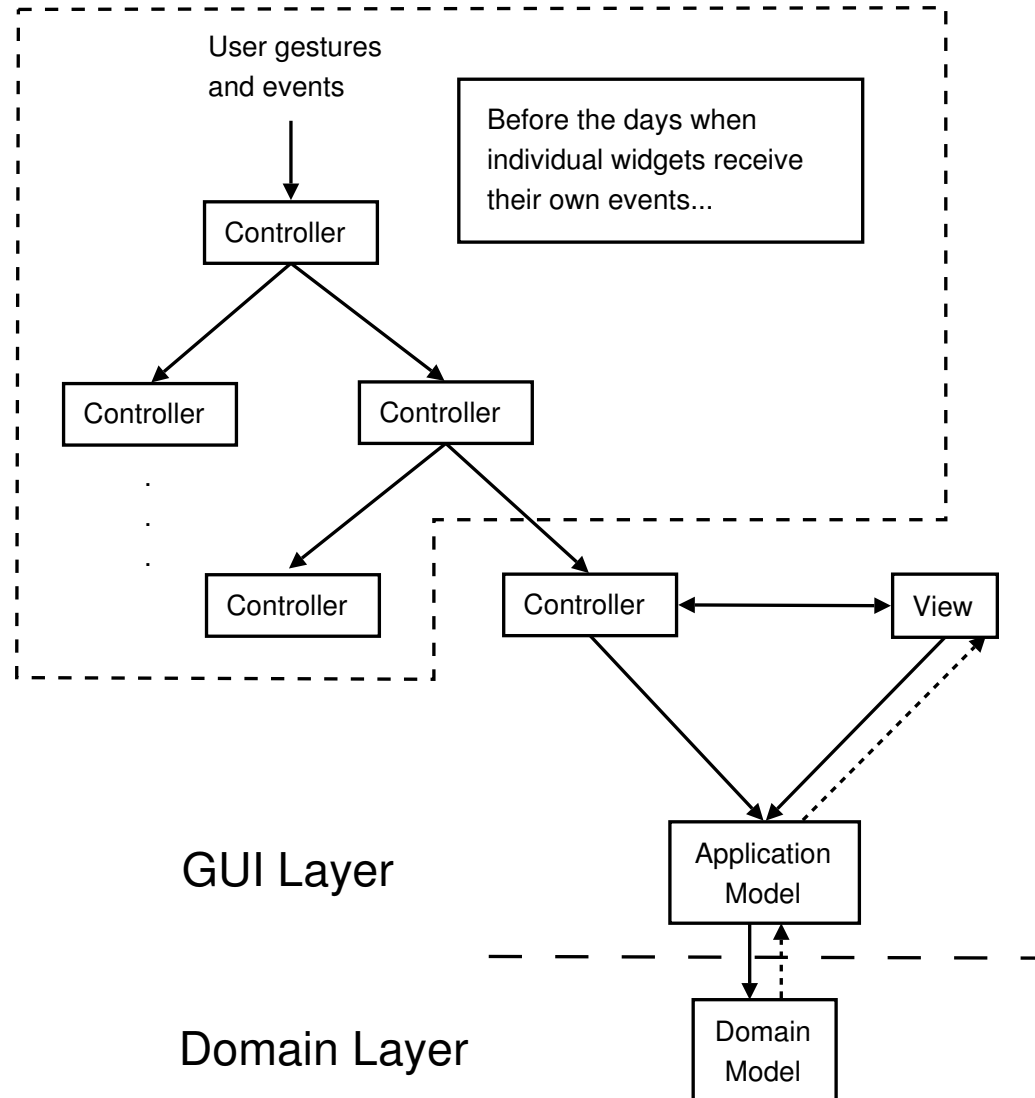 User gestures
and events
Before the days when
individual widgets receive
their own events...
Controller
Controller
Controller
Controller
Controller
View
GUI Layer
Application
Model
Domain Layer
Domain
Model